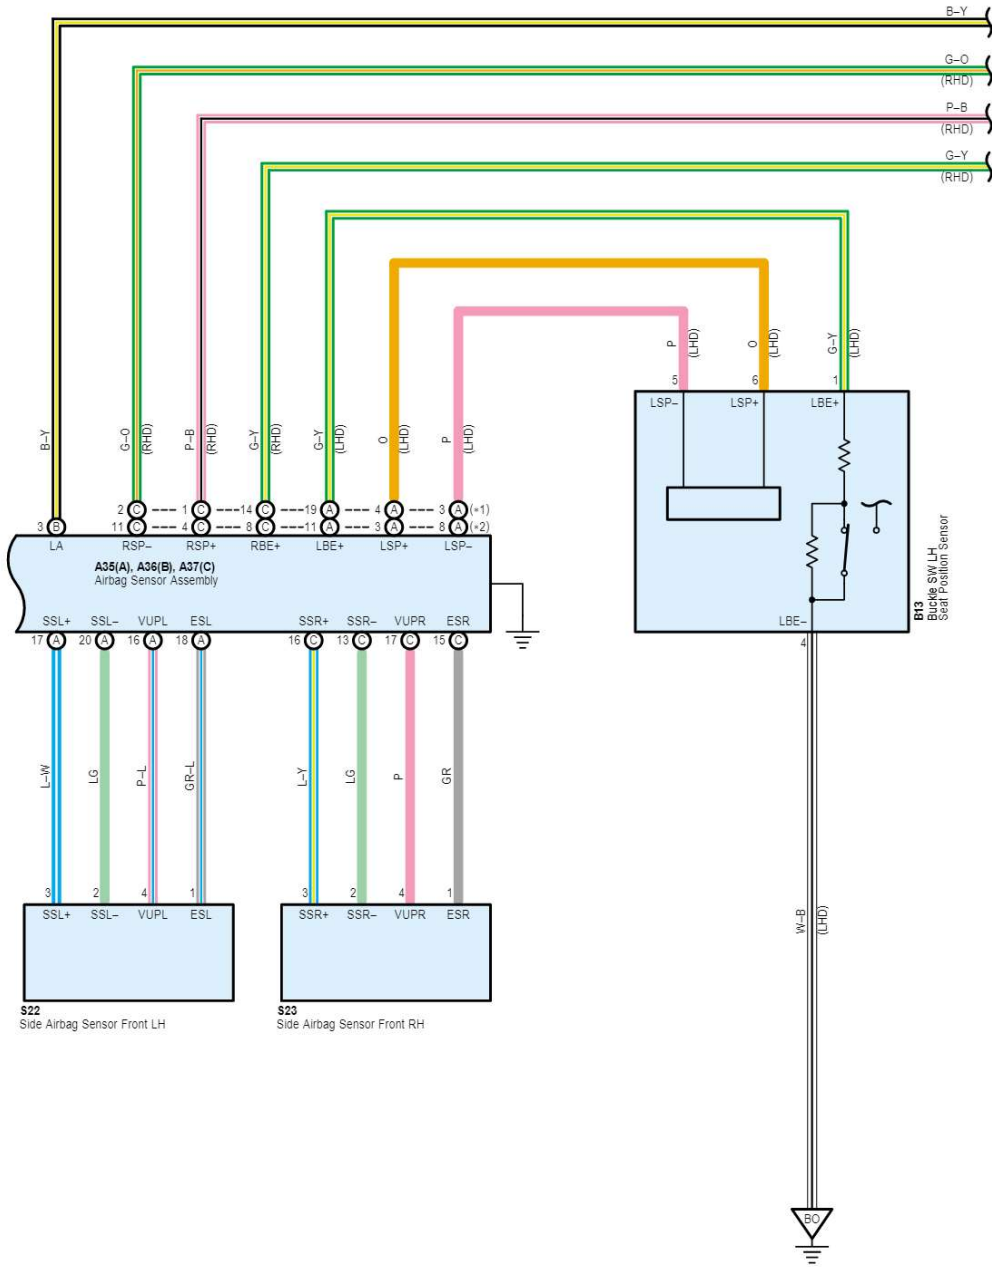 B–Y
G–O
(RHD)
P–B
(RHD)
G–Y
(RHD)
P
(LHD)
O
(LHD)
G–Y
(LHD)
5
6
1
LSP–
LSP+
LBE+
B–Y
G–O
(RHD)
P–B
(RHD)
G–Y
(RHD)
G–Y
(LHD)
O
(LHD)
P
(LHD)
2 C 1 C 14 C 19 A 4 A 3 A (*1)
3 B 11 C 4 C 8 C 11 A 3 A 8 A (*2)
LA RSP– RSP+ RBE+ LBE+ LSP+ LSP–
A35(A), A36(B), A37(C)
Airbag Sensor Assembly
SSL+ SSL– VUPL ESL SSR+ SSR– VUPR ESR
17 A 20 A 16 A 18 A 16 C 13 C 17 C 15 C
B13
Buckle SW LH
Seat Position Sensor
LBE–
4
L–W
LG
P–L
GR–L
L–Y
LG
P
GR
3 2 4 1 3 2 4 1
SSL+ SSL– VUPL ESL SSR+ SSR– VUPR ESR
W–B
(LHD)
S22
Side Airbag Sensor Front LH
S23
Side Airbag Sensor Front RH
BO